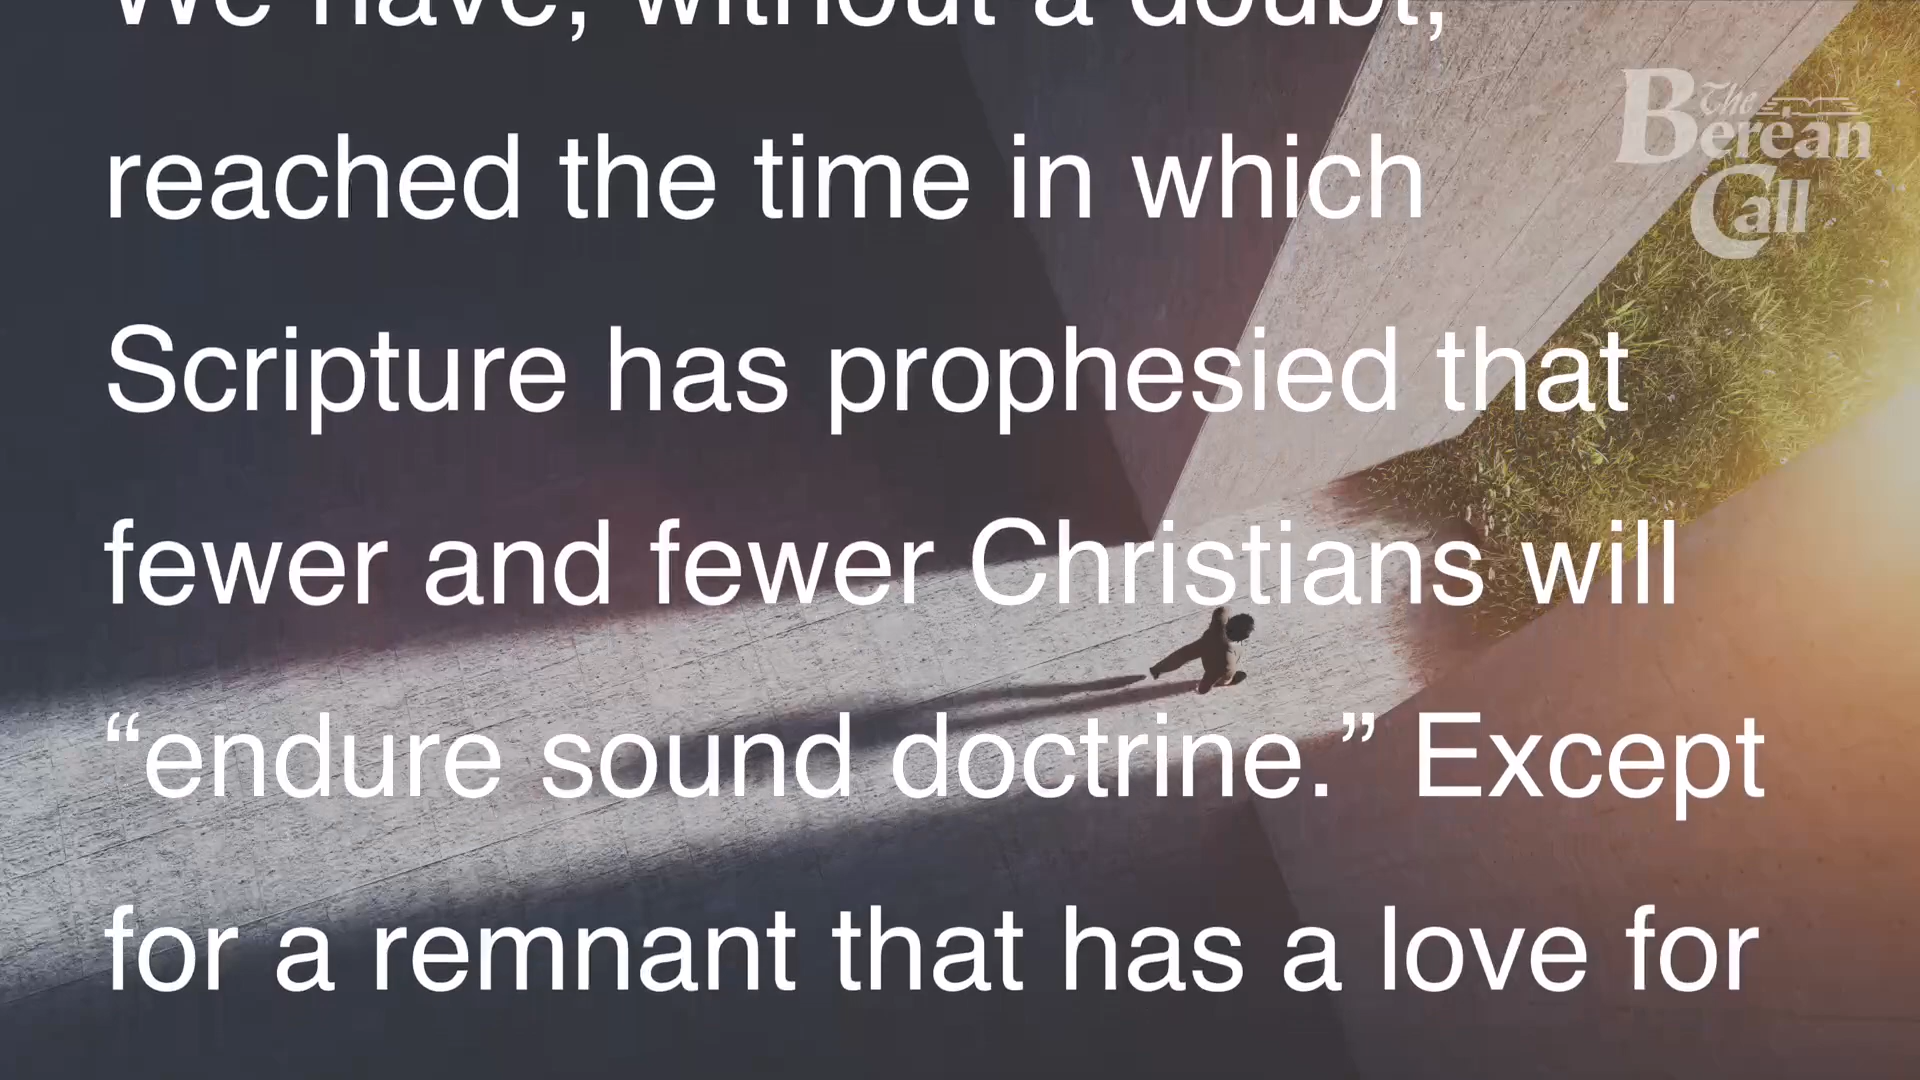 We have, without a doubt,
reached the time in which
Scripture has prophesied that
fewer and fewer Christians will
“endure sound doctrine.” Except
for a remnant that has a love for
The
Berean
Call